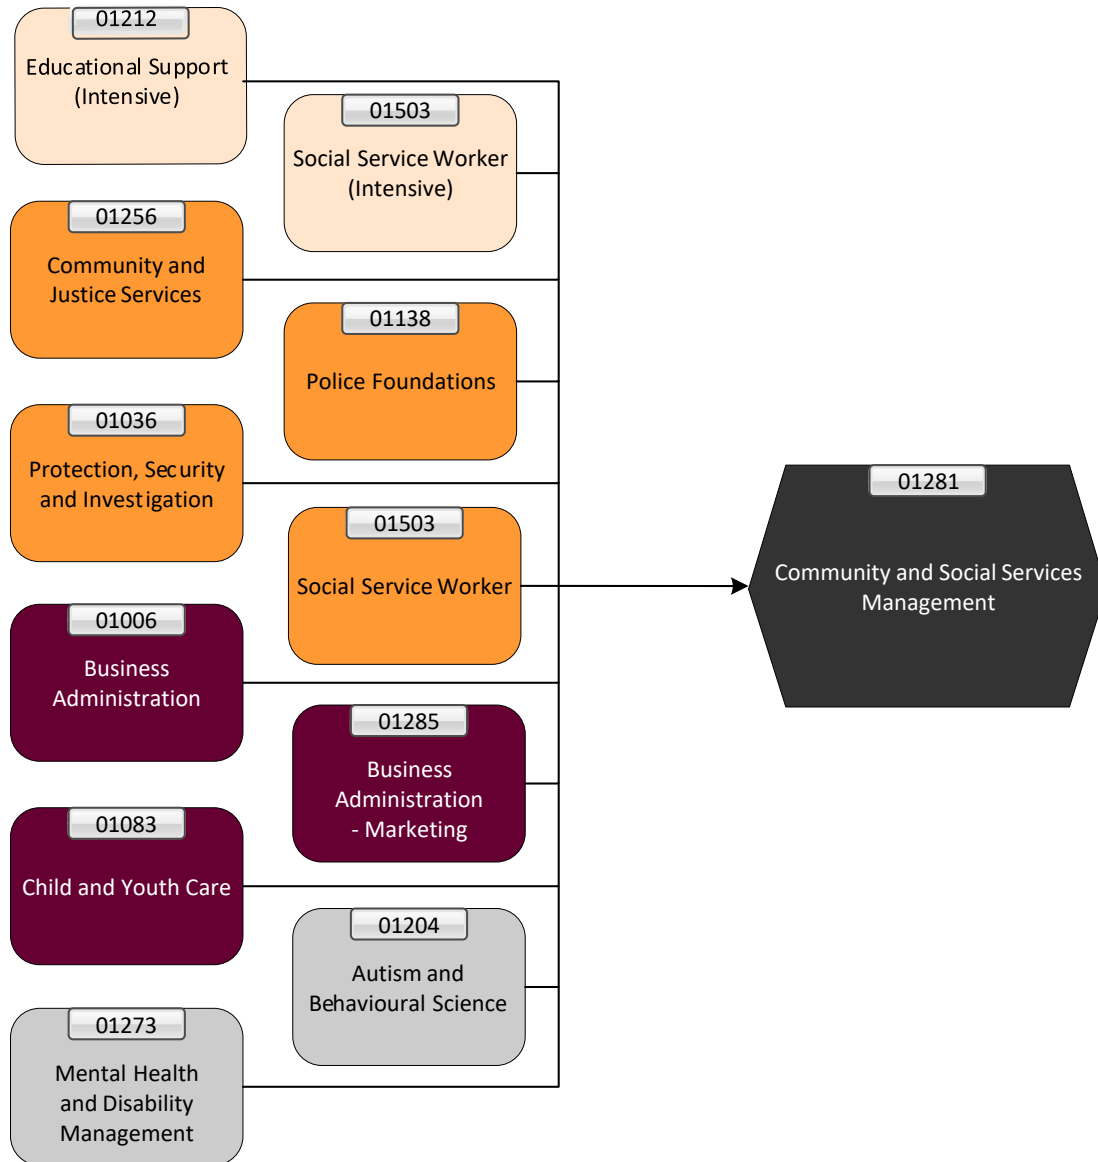 01212
Educational Support
(Intensive)
01503
Social Service Worker
(Intensive)
01256
Community and
Justice Services
01138
Police Foundations
01036
Protection, Security
and Investigation
01503
Social Service Worker
01281
Community and Social Services
Management
01006
Business
Administration
01285
Business
Administration
- Marketing
01083
Child and Youth Care
01204
Autism and
Behavioural Science
01273
Mental Health
and Disability
Management